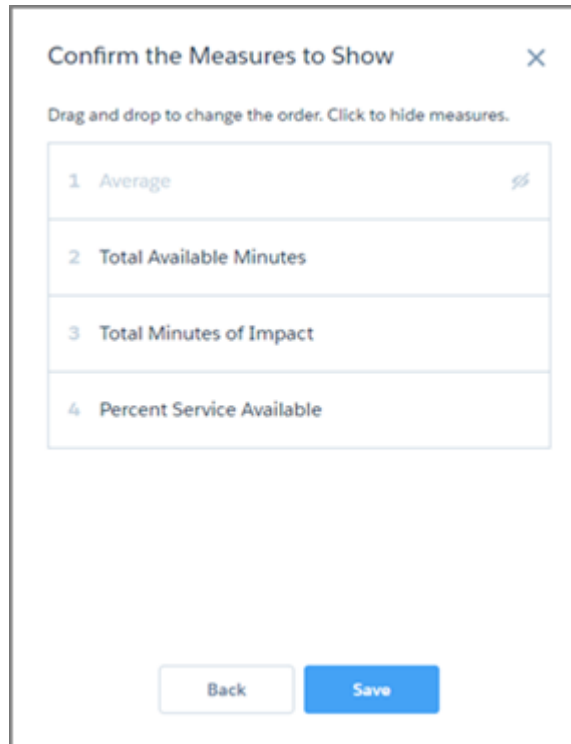 Confirm the Measures to Show
Drag and drop to change the order. Click to hide measures.
1 Average
2 Total Available Minutes
3 Total Minutes of Impact
4 Percent Service Available
Back Save